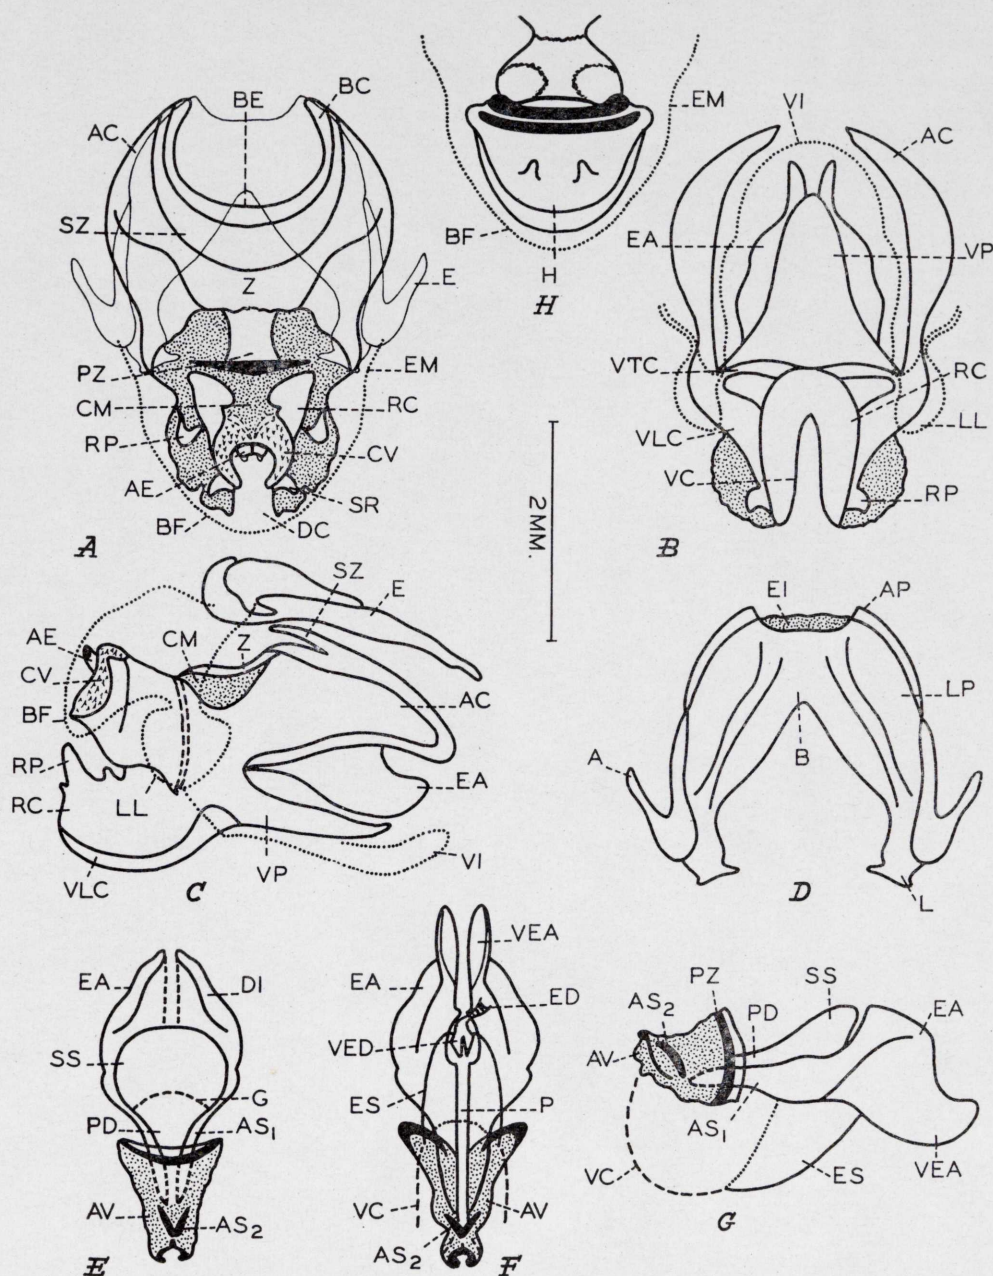 BE
BC
AC
SZ
Z
E
PZ
EM
CM
RC
RP
CV
AE
SR
BF
DC
A
EM
BF
H
H
VI
AC
EA
VP
VTC
RC
VLC
LL
VC
RP
B
2 MM.
SZ
E
AE
CM
Z
CV
AC
BF
RP
EA
RC
LL
VP
VI
VLC
C
EI
AP
LP
A
B
L
D
EA
DI
SS
G
PD
AS1
AV
AS2
E
VEA
EA
ED
VED
ES
P
VC
AV
AS2
F
PZ
SS
AS2
PD
EA
AV
AS1
VC
ES
VEA
G